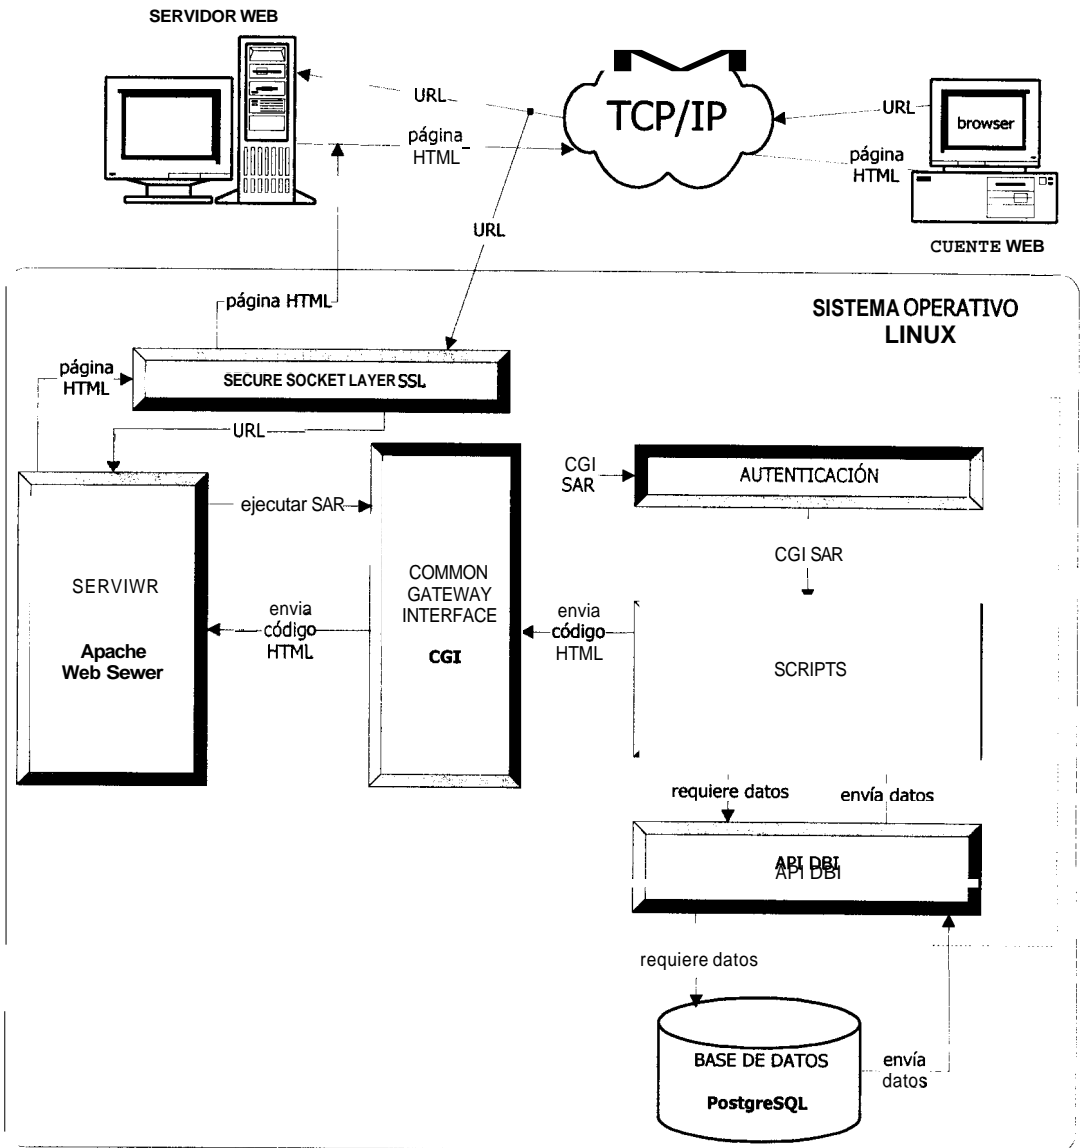 SERVIDOR WEB
URL
TCP/IP
URL
browser
página
HTML
página
HTML
URL
CUENTE WEB
página HTML
SISTEMA OPERATIVO
LINUX
página
HTML
SECURE SOCKET LAYER SSL
URL
CGI
SAR
AUTENTICACIÓN
ejecutar SAR
CGI SAR
SERVIWR
Apache
Web Sewer
envia
código
HTML
COMMON
GATEWAY
INTERFACE
CGI
envia
código
HTML
SCRIPTS
requiere datos
envía datos
API DBI
API DBI
requiere datos
BASE DE DATOS
PostgreSQL
envía
datos